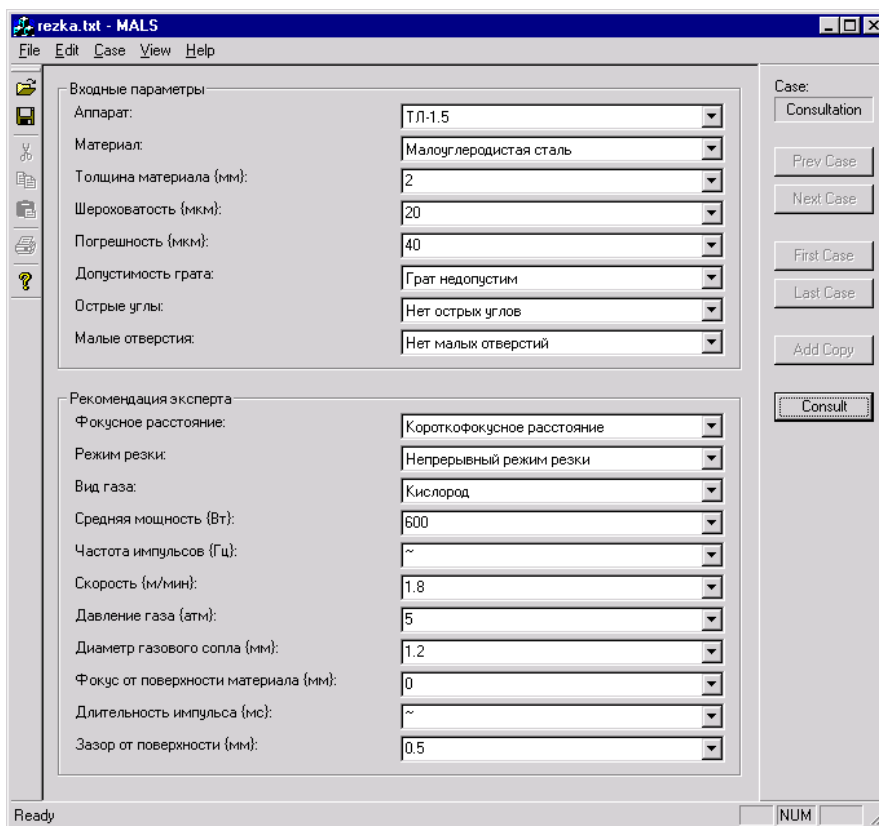 rezka.txt - MALS
File Edit Case View Help
Входные параметры
Аппарат: ТЛ-1.5
Материал: Малоуглеродистая сталь
Толщина материала {мм}: 2
Шероховатость {мкм}: 20
Погрешность {мкм}: 40
Допустимость грата: Грат недопустим
Острые углы: Нет острых углов
Малые отверстия: Нет малых отверстий
Рекомендация эксперта
Фокусное расстояние: Короткофокусное расстояние
Режим резки: Непрерывный режим резки
Вид газа: Кислород
Средняя мощность {Вт}: 600
Частота импульсов {Гц}: ~
Скорость {м/мин}: 1.8
Давление газа {атм}: 5
Диаметр газового сопла {мм}: 1.2
Фокус от поверхности материала {мм}: 0
Длительность импульса {мс}: ~
Зазор от поверхности {мм}: 0.5
Case:
Consultation
Prev Case
Next Case
First Case
Last Case
Add Copy
Consult
Ready NUM